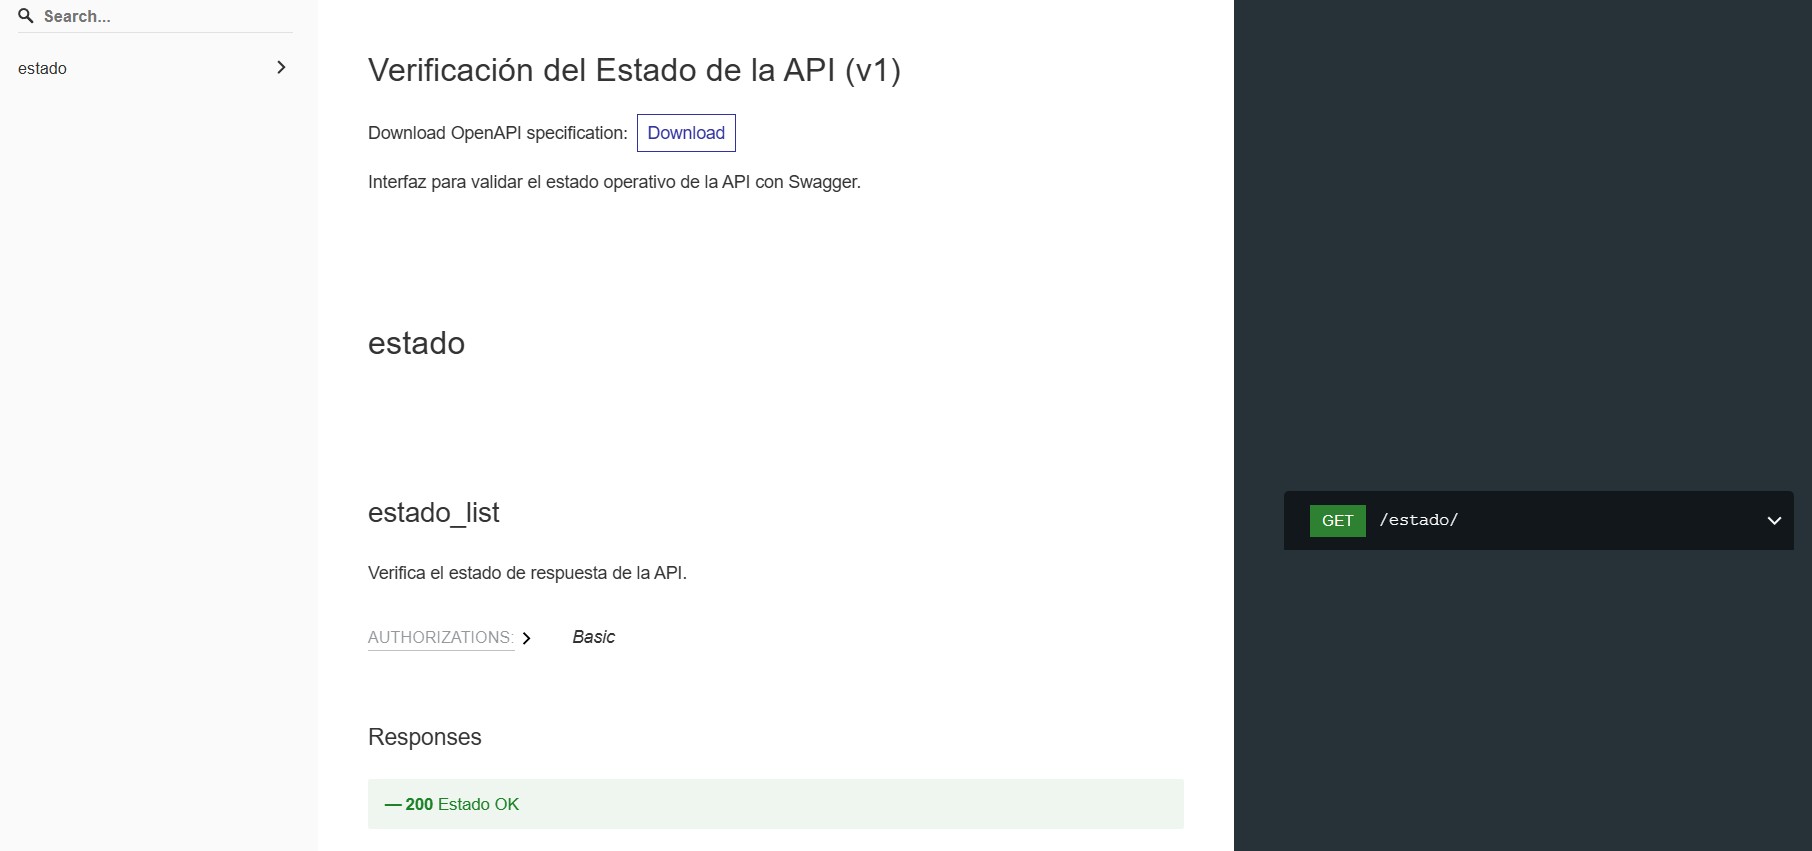 Search...
estado
Verificación del Estado de la API (v1)
Download OpenAPI specification: Download
Interfaz para validar el estado operativo de la API con Swagger.
estado
estado_list
Verifica el estado de respuesta de la API.
AUTHORIZATIONS: Basic
Responses
— 200 Estado OK
GET /estado/